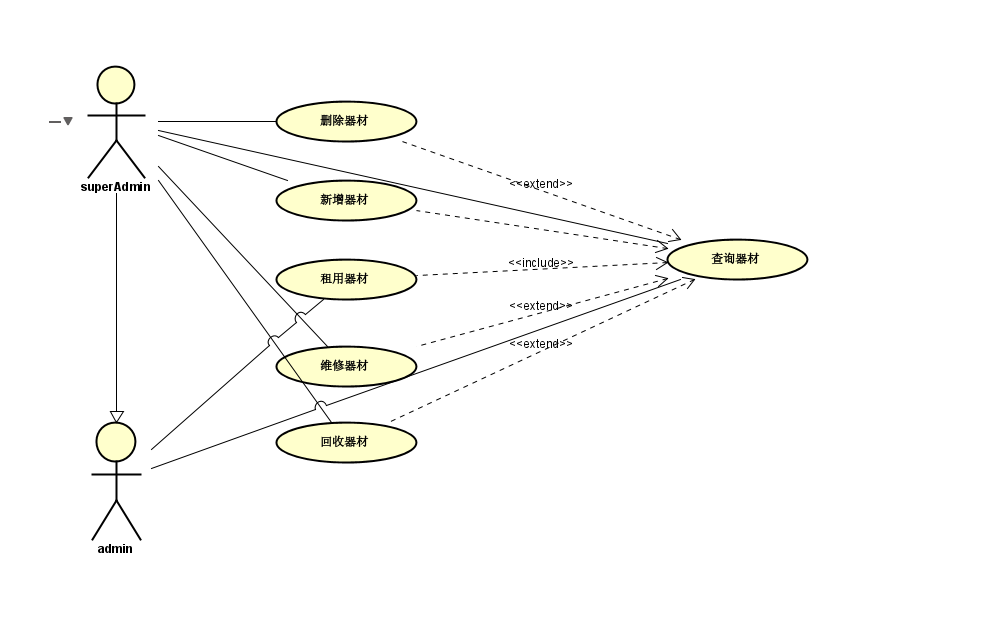 superAdmin
删除器材
<<extend>>
新增器材
查询器材
<<include>>
租用器材
<<extend>>
<<extend>>
维修器材
回收器材
admin